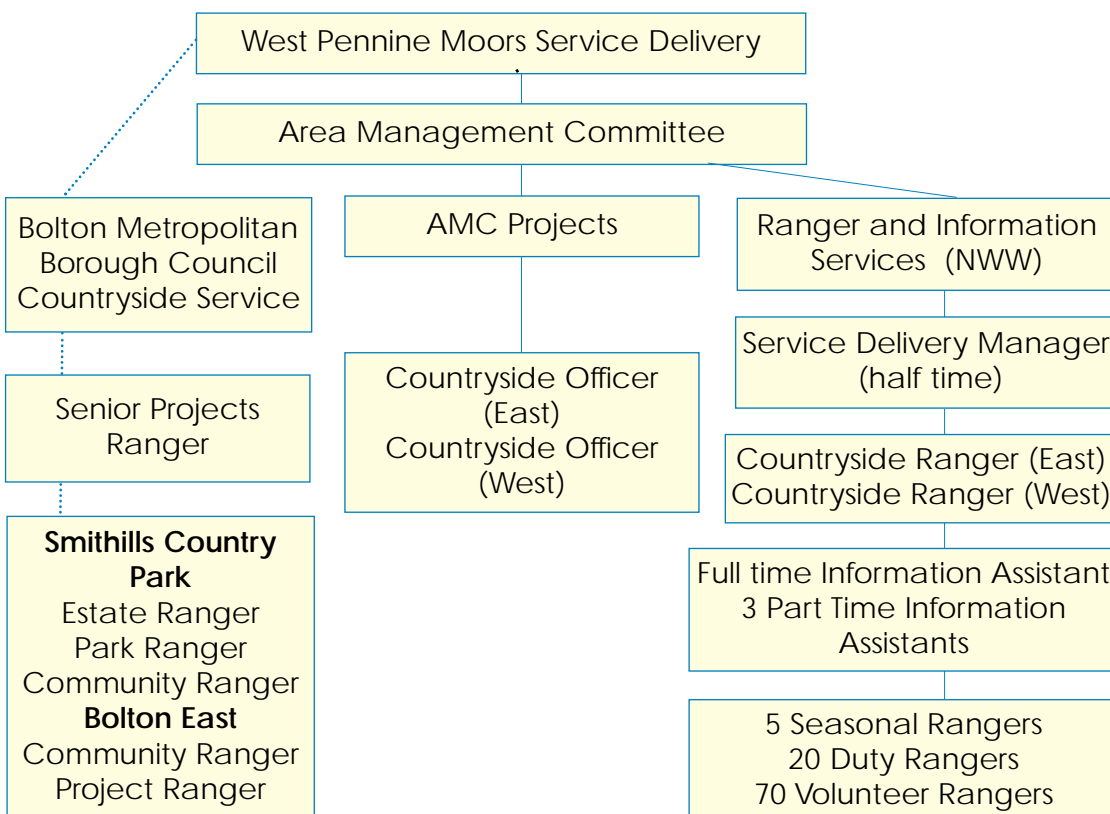 West Pennine Moors Service Delivery
Area Management Committee
Bolton Metropolitan
Borough Council
Countryside Service
Senior Projects
Ranger
Smithills Country
Park
Estate Ranger
Park Ranger
Community Ranger
Bolton East
Community Ranger
Project Ranger
AMC Projects
Countryside Officer
(East)
Countryside Officer
(West)
Ranger and Information
Services (NWW)
Service Delivery Manager
(half time)
Countryside Ranger (East)
Countryside Ranger (West)
Full time Information Assistant
3 Part Time Information
Assistants
5 Seasonal Rangers
20 Duty Rangers
70 Volunteer Rangers